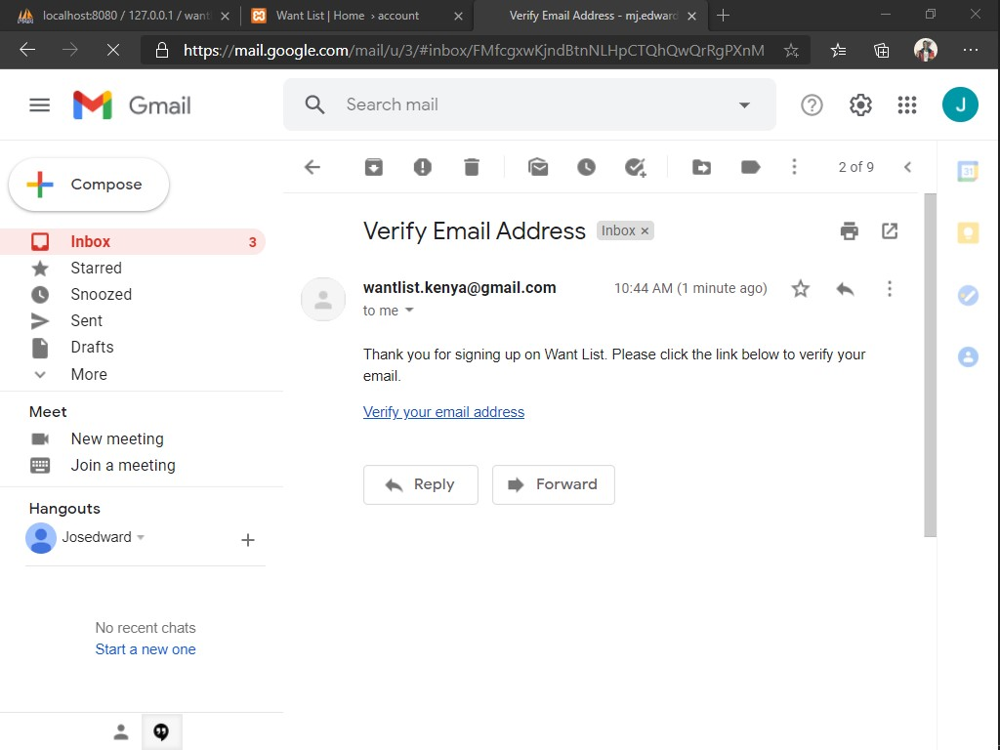 localhost:8080 / 127.0.0.1 / want
Want List | Home › account
Verify Email Address - mj.edward
https://mail.google.com/mail/u/3/#inbox/FMfcgxwKjndBtnNLHpCTQhQwQrRgPXnM
Gmail
Search mail
J
Compose
2 of 9
31
Inbox 3
Starred
Snoozed
Sent
Drafts
More
Meet
New meeting
Join a meeting
Hangouts
Josedward
No recent chats
Start a new one
Verify Email Address Inbox ×
wantlist.kenya@gmail.com 10:44 AM (1 minute ago)
to me
Thank you for signing up on Want List. Please click the link below to verify your
email.
Verify your email address
Reply Forward